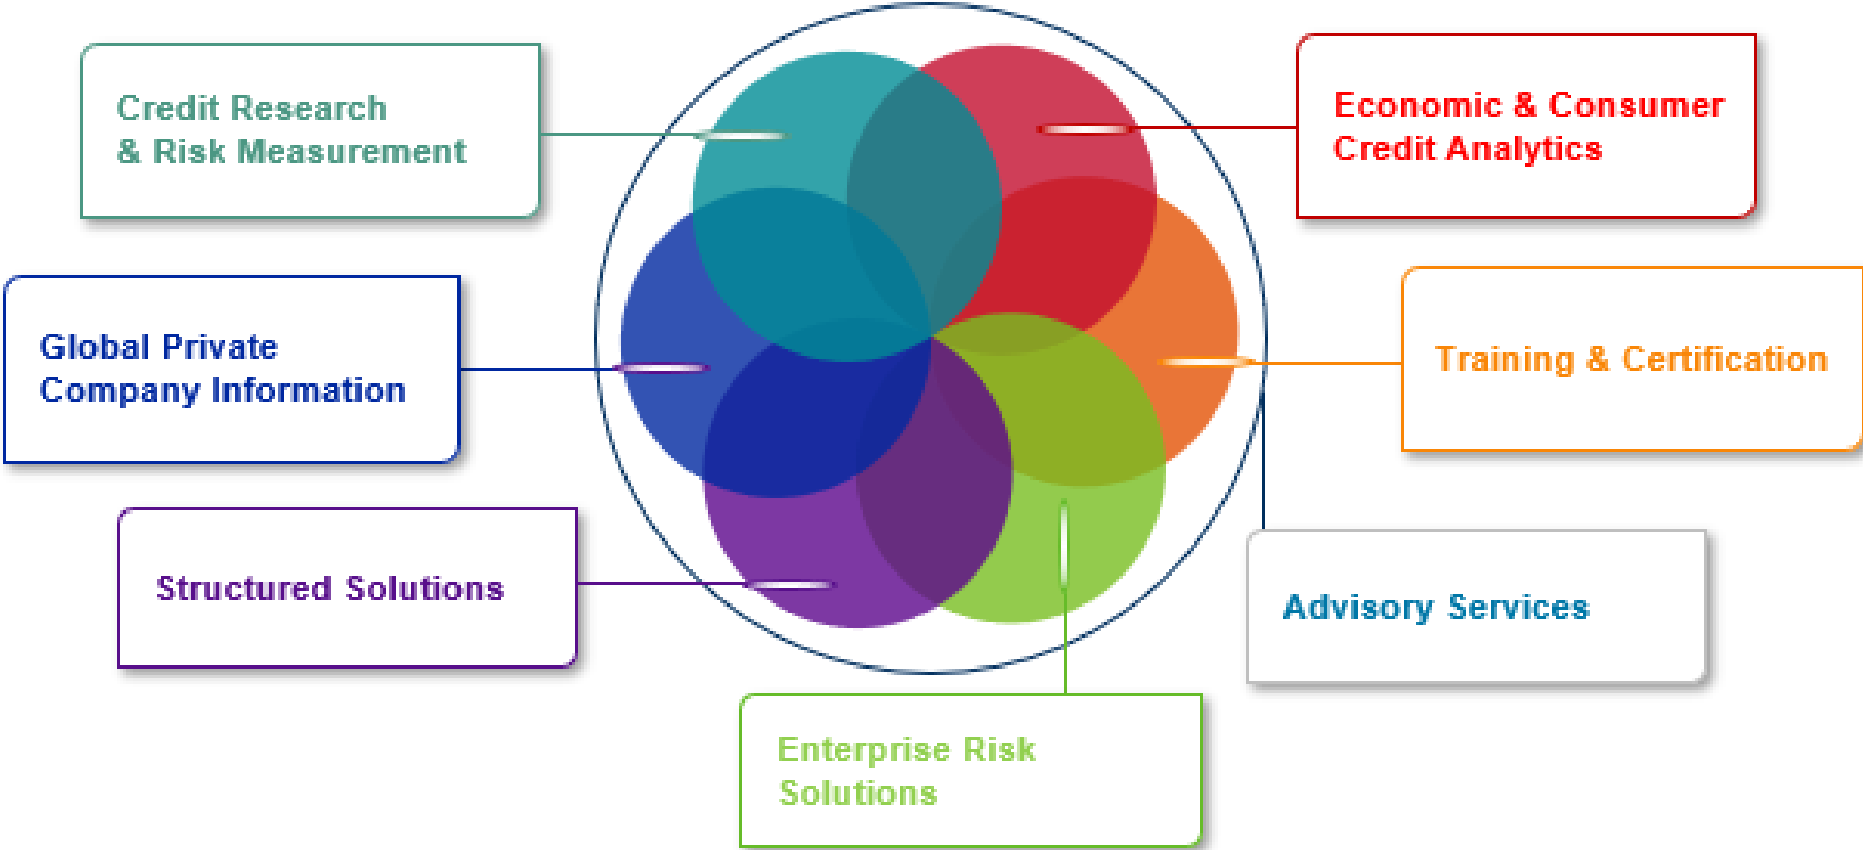 Credit Research
& Risk Measurement
Economic & Consumer
Credit Analytics
Global Private
Company Information
Training & Certification
Structured Solutions
Advisory Services
Enterprise Risk
Solutions